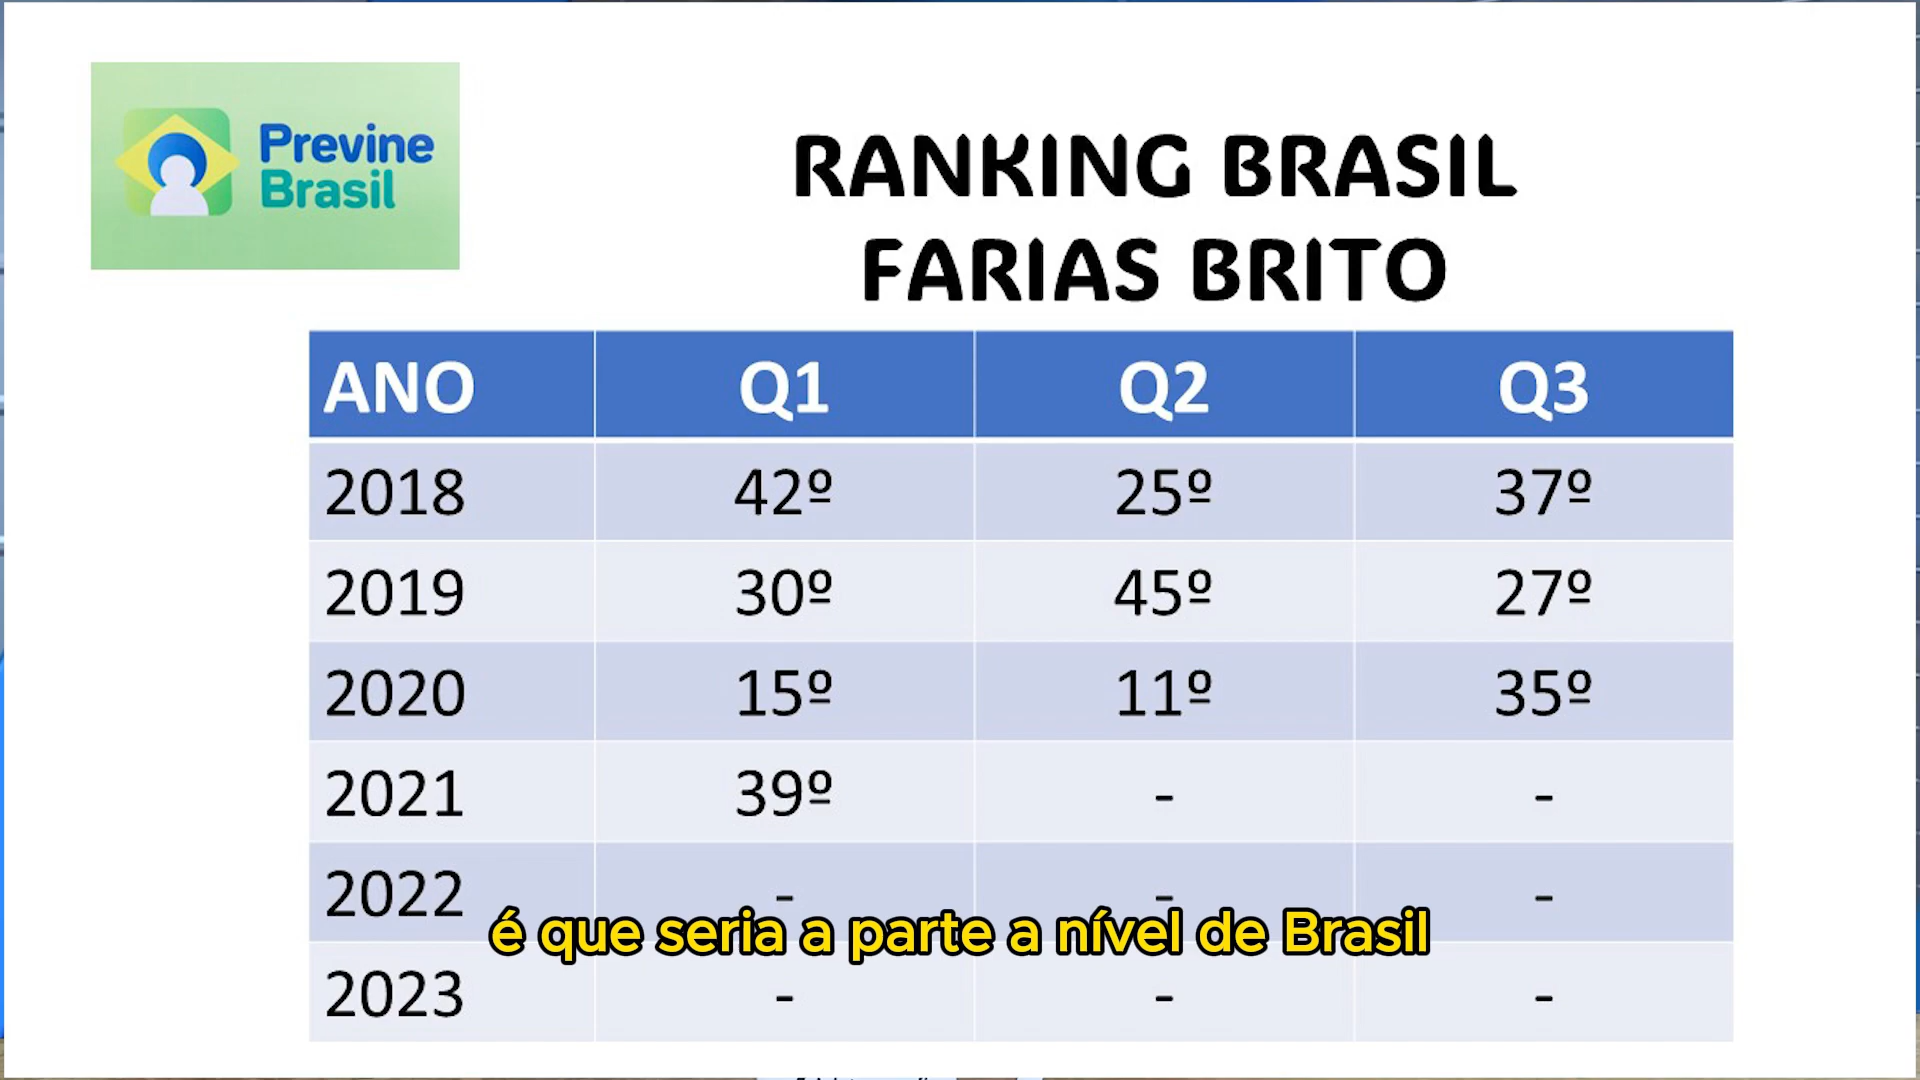 Previne
Brasil
RANKING BRASIL
FARIAS BRITO
ANO Q1 Q2 Q3
2018 42º 25º 37º
2019 30º 45º 27º
2020 15º 11º 35º
2021 39º - -
2022 - - -
é que seria a parte a nível de Brasil
2023 - - -